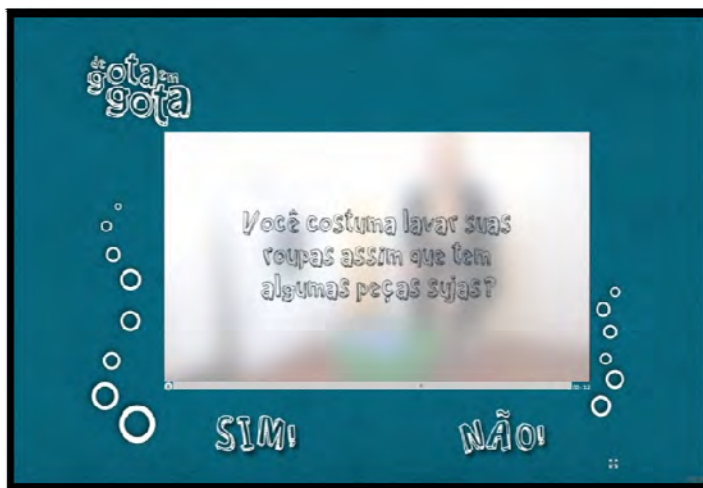 de
gota em
gota
Você costuma lavar suas
roupas assim que tem
algumas peças sujas?
SIM!
NÃO!